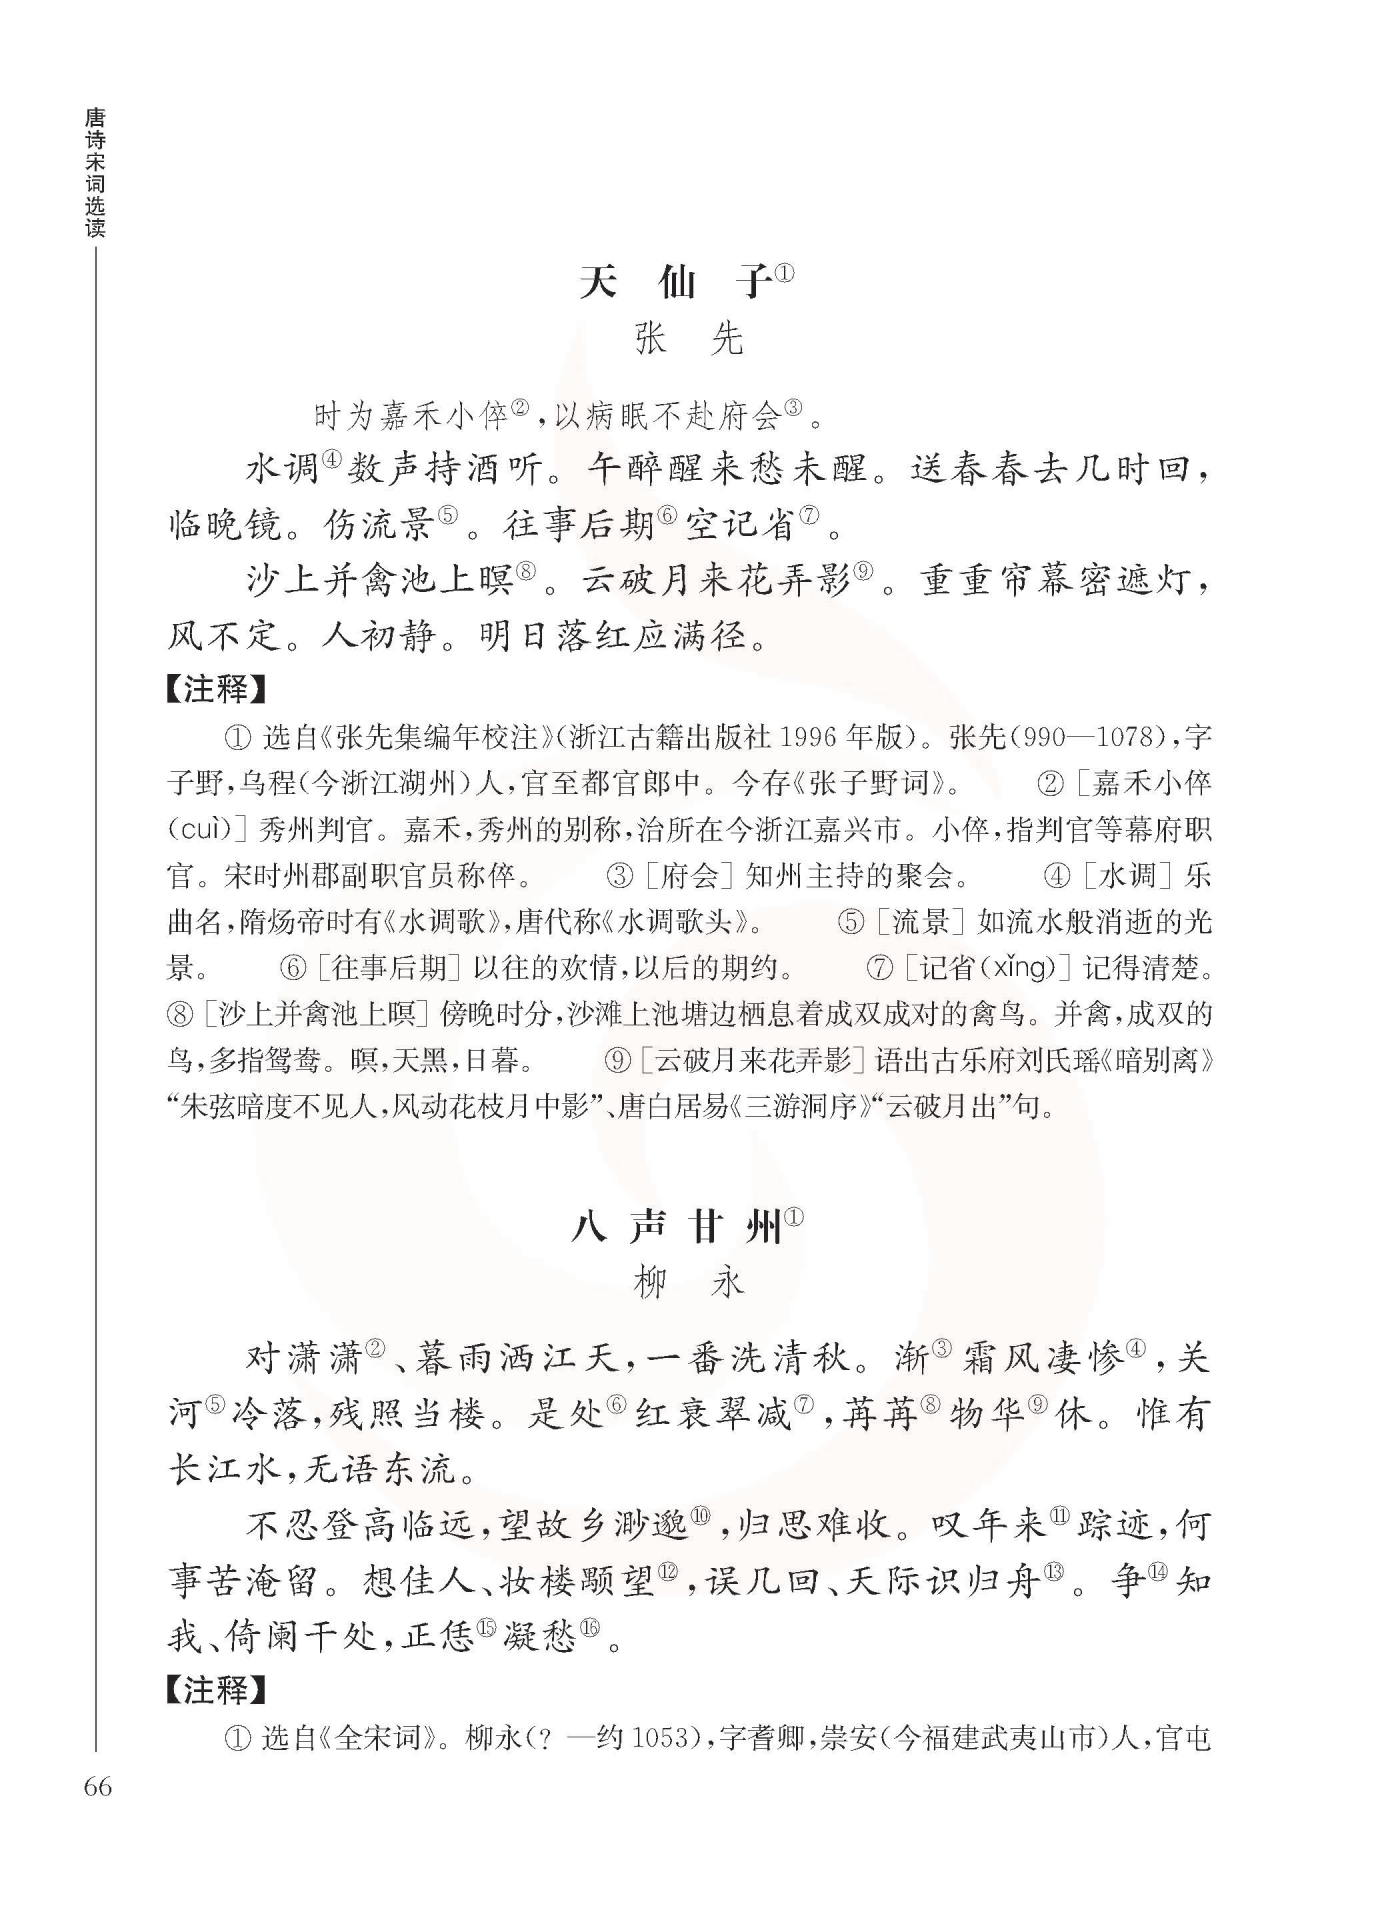 唐诗宋词选读
天仙子①
张先
时为嘉禾小倅②，以病眠不赴府会③。
水调④数声持酒听。午醉醒来愁未醒。送春春去几时回，
临晚镜。伤流景⑤。往事后期⑥空记省⑦。
沙上并禽池上暝⑧。云破月来花弄影⑨。重重帘幕密遮灯，
风不定。人初静。明日落红应满径。
【注释】
① 选自《张先集编年校注》（浙江古籍出版社1996年版）。张先（990—1078），字
子野，乌程（今浙江湖州）人，官至都官郎中。今存《张子野词》。 ②［嘉禾小倅
（cuì）］秀州判官。嘉禾，秀州的别称，治所在今浙江嘉兴市。小倅，指判官等幕府职
官。宋时州郡副职官员称倅。 ③［府会］知州主持的聚会。 ④［水调］乐
曲名，隋炀帝时有《水调歌》，唐代称《水调歌头》。 ⑤［流景］如流水般消逝的光
景。 ⑥［往事后期］以往的欢情，以后的期约。 ⑦［记省（xǐng）］记得清楚。
⑧［沙上并禽池上暝］傍晚时分，沙滩上池塘边栖息着成双成对的禽鸟。并禽，成双的
鸟，多指鸳鸯。暝，天黑，日暮。 ⑨［云破月来花弄影］语出古乐府刘氏瑶《暗别离》
“朱弦暗度不见人，风动花枝月中影”、唐白居易《三游洞序》“云破月出”句。
八声甘州①
柳永
对潇潇②、暮雨洒江天，一番洗清秋。渐③霜风凄惨④，关
河⑤冷落，残照当楼。是处⑥红衰翠减⑦，苒苒⑧物华⑨休。惟有
长江水，无语东流。
不忍登高临远，望故乡渺邈⑩，归思难收。叹年来⑪踪迹，何
事苦淹留。想佳人、妆楼颙望⑫，误几回、天际识归舟⑬。争⑭知
我、倚阑干处，正恁⑮凝愁⑯。
【注释】
① 选自《全宋词》。柳永（？—约1053），字耆卿，崇安（今福建武夷山市）人，官屯
66